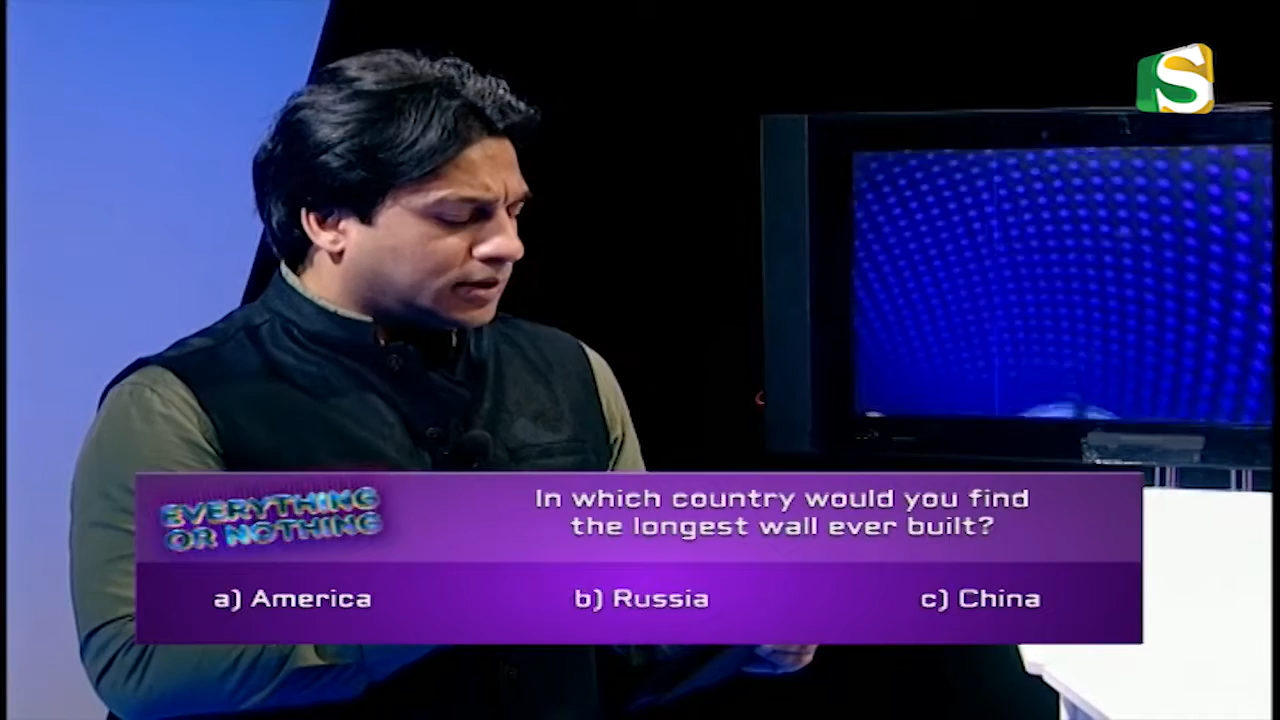 S
EVERYTHING
OR NOTHING
In which country would you find
the longest wall ever built?
a) America
b) Russia
c) China